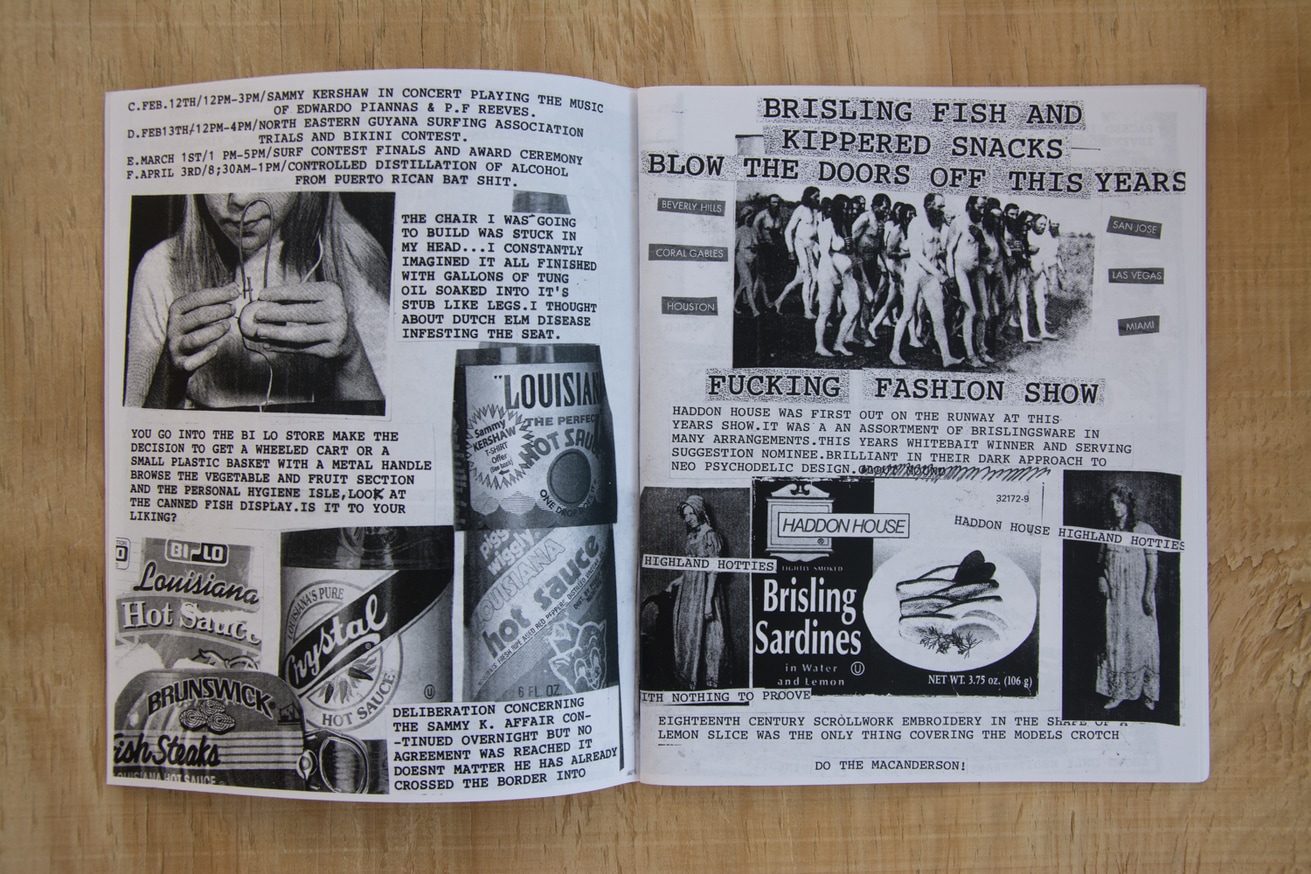 C.FEB.12TH/12PM-3PM/SAMMY KERSHAW IN CONCERT PLAYING THE MUSIC
OF EDWARDO PIANNAS & P.F REEVES.
D.FEB13TH/12PM-4PM/NORTH EASTERN GUYANA SURFING ASSOCIATION
TRIALS AND BIKINI CONTEST.
E.MARCH 1ST/1 PM-5PM/SURF CONTEST FINALS AND AWARD CEREMONY
F.APRIL 3RD/8;30AM-1PM/CONTROLLED DISTILLATION OF ALCOHOL
FROM PUERTO RICAN BAT SHIT.
THE CHAIR I WAS GOING
TO BUILD WAS STUCK IN
MY HEAD...I CONSTANTLY
IMAGINED IT ALL FINISHED
WITH GALLONS OF TUNG
OIL SOAKED INTO IT'S
STUB LIKE LEGS.I THOUGHT
ABOUT DUTCH ELM DISEASE
INFESTING THE SEAT.
YOU GO INTO THE BI LO STORE MAKE THE
DECISION TO GET A WHEELED CART OR A
SMALL PLASTIC BASKET WITH A METAL HANDLE
BROWSE THE VEGETABLE AND FRUIT SECTION
AND THE PERSONAL HYGIENE ISLE,LOOK AT
THE CANNED FISH DISPLAY.IS IT TO YOUR
LIKING?
"LOUISIAN
THE PERFECT
HOT SAU
Sammy
KERSHAW
T-SHIRT
Offer
(See back)
ONE DROP
BI-LO
Louisiana
Hot Sauce
LOUISIANA'S PURE
Crystal
HOT SAUCE
piggly
wiggly
LOUISIANA
hot sauce
6 FL OZ.
BRUNSWICK
ish Steaks
LOUISIANA HOT SAUCE
DELIBERATION CONCERNING
THE SAMMY K. AFFAIR CON-
-TINUED OVERNIGHT BUT NO
AGREEMENT WAS REACHED IT
DOESNT MATTER HE HAS ALREADY
CROSSED THE BORDER INTO
BRISLING FISH AND
KIPPERED SNACKS
BLOW THE DOORS OFF THIS YEARS
BEVERLY HILLS
CORAL GABLES
HOUSTON
SAN JOSE
LAS VEGAS
MIAMI
FUCKING FASHION SHOW
HADDON HOUSE WAS FIRST OUT ON THE RUNWAY AT THIS
YEARS SHOW.IT WAS A AN ASSORTMENT OF BRISLINGSWARE IN
MANY ARRANGEMENTS.THIS YEARS WHITEBAIT WINNER AND SERVING
SUGGESTION NOMINEE.BRILLIANT IN THEIR DARK APPROACH TO
NEO PSYCHODELIC DESIGN.
32172-9
HADDON HOUSE
HADDON HOUSE HIGHLAND HOTTIES
HIGHLAND HOTTIES
LIGHTLY SMOKED
Brisling
Sardines
in Water
and Lemon
NET WT. 3.75 oz. (106 g)
ITH NOTHING TO PROOVE
EIGHTEENTH CENTURY SCROLLWORK EMBROIDERY IN THE SHAPE OF A
LEMON SLICE WAS THE ONLY THING COVERING THE MODELS CROTCH
DO THE MACANDERSON!